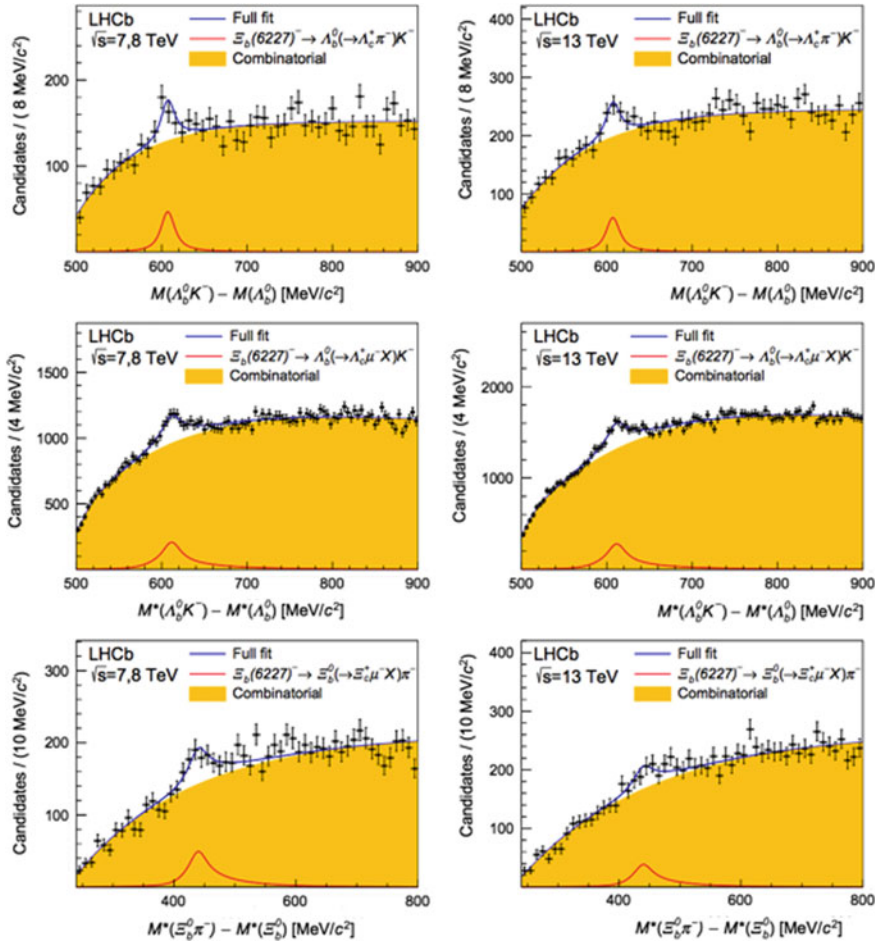 LHCb
√s=7,8 TeV
Full fit
Ξb(6227)⁻→ Λb⁰(→Λc⁺π⁻)K⁻
Combinatorial
Candidates / ( 8 MeV/c²)
200
100
500 600 700 800 900
M(Λb⁰K⁻) − M(Λb⁰) [MeV/c²]
LHCb
√s=13 TeV
Full fit
Ξb(6227)⁻→ Λb⁰(→Λc⁺π⁻)K⁻
Combinatorial
Candidates / ( 8 MeV/c²)
400
300
200
100
500 600 700 800 900
M(Λb⁰K⁻) − M(Λb⁰) [MeV/c²]
LHCb
√s=7,8 TeV
Full fit
Ξb(6227)⁻→ Λb⁰(→Λc⁺μ⁻X)K⁻
Combinatorial
Candidates / (4 MeV/c²)
1500
1000
500
500 600 700 800 900
M*(Λb⁰K⁻) − M*(Λb⁰) [MeV/c²]
LHCb
√s=13 TeV
Full fit
Ξb(6227)⁻→ Λb⁰(→Λc⁺μ⁻X)K⁻
Combinatorial
Candidates / (4 MeV/c²)
2000
1000
500 600 700 800 900
M*(Λb⁰K⁻) − M*(Λb⁰) [MeV/c²]
LHCb
√s=7,8 TeV
Full fit
Ξb(6227)⁻→ Ξb⁰(→Ξc⁺μ⁻X)π⁻
Combinatorial
Candidates / (10 MeV/c²)
300
200
100
400 600 800
M*(Ξb⁰π⁻) − M*(Ξb⁰) [MeV/c²]
LHCb
√s=13 TeV
Full fit
Ξb(6227)⁻→ Ξb⁰(→Ξc⁺μ⁻X)π⁻
Combinatorial
Candidates / (10 MeV/c²)
400
300
200
100
400 600 800
M*(Ξb⁰π⁻) − M*(Ξb⁰) [MeV/c²]